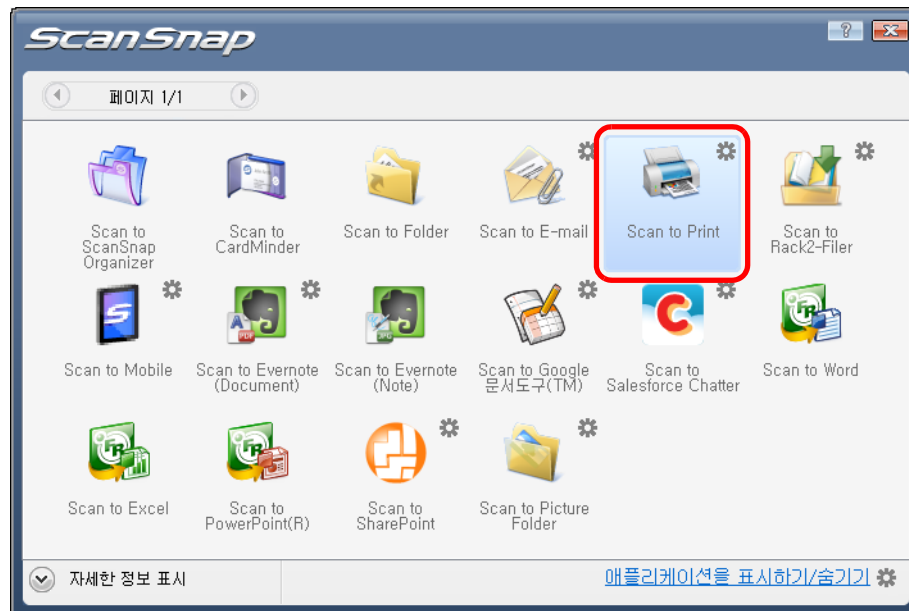 ScanSnap
페이지 1/1
Scan to
ScanSnap
Organizer
Scan to
CardMinder
Scan to Folder
Scan to E-mail
Scan to Print
Scan to
Rack2-Filer
Scan to Mobile
Scan to Evernote
(Document)
Scan to Evernote
(Note)
Scan to Google
문서도구(TM)
Scan to
Salesforce Chatter
Scan to Word
Scan to Excel
Scan to
PowerPoint(R)
Scan to
SharePoint
Scan to Picture
Folder
자세한 정보 표시
애플리케이션을 표시하기/숨기기